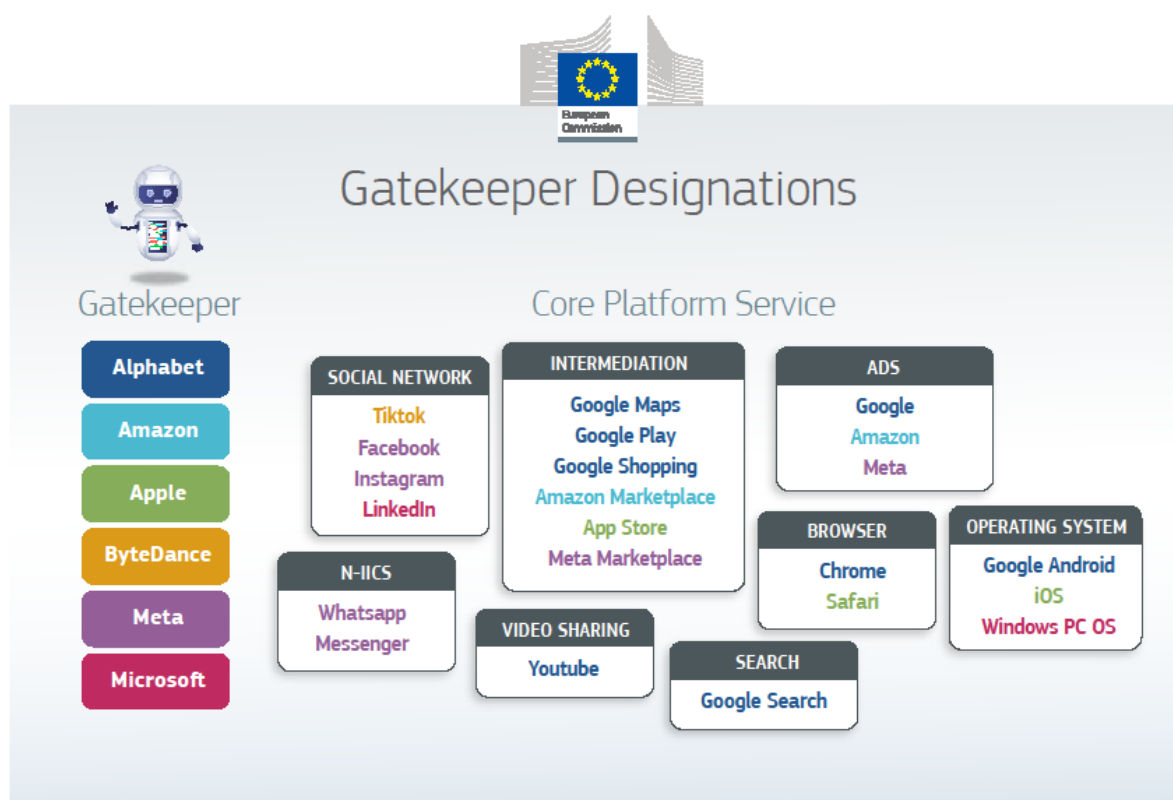 European
Commission
Gatekeeper Designations
Gatekeeper
Alphabet
Amazon
Apple
ByteDance
Meta
Microsoft
Core Platform Service
SOCIAL NETWORK
Tiktok
Facebook
Instagram
LinkedIn
N-IICS
Whatsapp
Messenger
INTERMEDIATION
Google Maps
Google Play
Google Shopping
Amazon Marketplace
App Store
Meta Marketplace
VIDEO SHARING
Youtube
ADS
Google
Amazon
Meta
BROWSER
Chrome
Safari
SEARCH
Google Search
OPERATING SYSTEM
Google Android
iOS
Windows PC OS